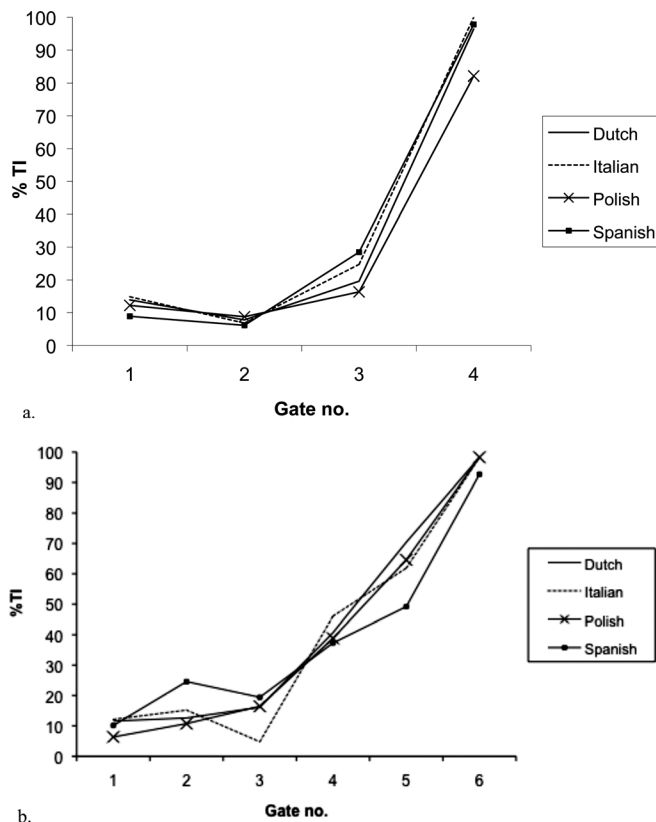 100
90
80
70
60
50
40
30
20
10
0
% TI
1 2 3 4
Gate no.
Dutch
Italian
Polish
Spanish
a.
100
90
80
70
60
50
40
30
20
10
0
%TI
1 2 3 4 5 6
Gate no.
Dutch
Italian
Polish
Spanish
b.